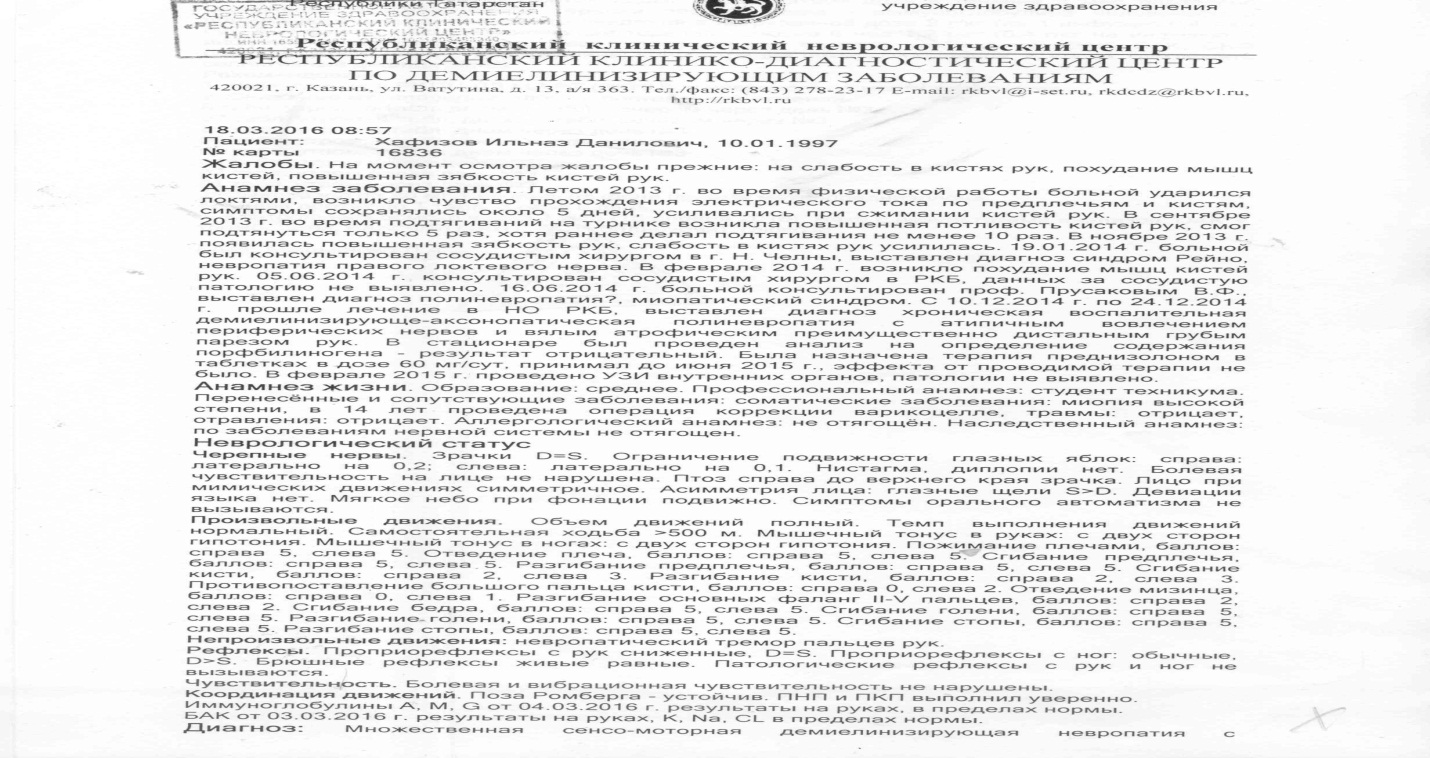 Республики Татарстан
учреждение здравоохранения
ГОСУДАР
УЧРЕЖДЕНИЕ ЗДРАВООХРАНЕНИЯ
«РЕСПУБЛИКАНСКИЙ КЛИНИЧЕСКИЙ
НЕВРОЛОГИЧЕСКИЙ ЦЕНТР»
Республиканский клинический неврологический центр
РЕСПУБЛИКАНСКИЙ КЛИНИКО-ДИАГНОСТИЧЕСКИЙ ЦЕНТР
ПО ДЕМИЕЛИНИЗИРУЮЩИМ ЗАБОЛЕВАНИЯМ
420021, г. Казань, ул. Ватутина, д. 13, а/я 363. Тел./факс: (843) 278-23-17 E-mail: rkbvl@i-set.ru, rkdcdz@rkbvl.ru,
http://rkbvl.ru
18.03.2016 08:57
Пациент: Хафизов Ильназ Данилович, 10.01.1997
№ карты 16836
Жалобы. На момент осмотра жалобы прежние: на слабость в кистях рук, похудание мышц
кистей, повышенная зябкость кистей рук.
Анамнез заболевания. Летом 2013 г. во время физической работы больной ударился
локтями, возникло чувство прохождения электрического тока по предплечьям и кистям,
симптомы сохранялись около 5 дней, усиливались при сжимании кистей рук. В сентябре
2013 г. во время подтягиваний на турнике возникла повышенная потливость кистей рук, смог
подтянуться только 5 раз, хотя раннее делал подтягивания не менее 10 раз. В ноябре 2013 г.
появилась повышенная зябкость рук, слабость в кистях рук усилилась. 19.01.2014 г. больной
был консультирован сосудистым хирургом в г. Н. Челны, выставлен диагноз синдром Рейно,
невропатия правого локтевого нерва. В феврале 2014 г. возникло похудание мышц кистей
рук. 05.06.2014 г. консультирован сосудистым хирургом в РКБ, данных за сосудистую
патологию не выявлено. 16.06.2014 г. больной консультирован проф. Прусаковым В.Ф.,
выставлен диагноз полиневропатия?, миопатический синдром. С 10.12.2014 г. по 24.12.2014
г. прошле лечение в НО РКБ, выставлен диагноз хроническая воспалительная
демиелинизирующе-аксонопатическая полиневропатия с атипичным вовлечением
периферических нервов и вялым атрофическим преимущественно дистальным грубым
парезом рук. В стационаре был проведен анализ на определение содержания
порфбилиногена - результат отрицательный. Была назначена терапия преднизолоном в
таблетках в дозе 60 мг/сут, принимал до июня 2015 г., эффекта от проводимой терапии не
было. В феврале 2015 г. проведено УЗИ внутренних органов, патологии не выявлено.
Анамнез жизни. Образование: среднее. Профессиональный анамнез: студент техникума.
Перенесённые и сопутствующие заболевания: соматические заболевания: миопия высокой
степени, в 14 лет проведена операция коррекции варикоцелле, травмы: отрицает,
отравления: отрицает. Аллергологический анамнез: не отягощён. Наследственный анамнез:
по заболеваниям нервной системы не отягощен.
Неврологический статус
Черепные нервы. Зрачки D=S. Ограничение подвижности глазных яблок: справа:
латерально на 0,2; слева: латерально на 0,1. Нистагма, диплопии нет. Болевая
чувствительность на лице не нарушена. Птоз справа до верхнего края зрачка. Лицо при
мимических движениях симметричное. Асимметрия лица: глазные щели S>D. Девиации
языка нет. Мягкое небо при фонации подвижно. Симптомы орального автоматизма не
вызываются.
Произвольные движения. Объем движений полный. Темп выполнения движений
нормальный. Самостоятельная ходьба >500 м. Мышечный тонус в руках: с двух сторон
гипотония. Мышечный тонус в ногах: с двух сторон гипотония. Пожимание плечами, баллов:
справа 5, слева 5. Отведение плеча, баллов: справа 5, слева 5. Сгибание предплечья,
баллов: справа 5, слева 5. Разгибание предплечья, баллов: справа 5, слева 5. Сгибание
кисти, баллов: справа 2, слева 3. Разгибание кисти, баллов: справа 2, слева 3.
Противопоставление большого пальца кисти, баллов: справа 0, слева 2. Отведение мизинца,
баллов: справа 0, слева 1. Разгибание основных фаланг II-V пальцев, баллов: справа 2,
слева 2. Сгибание бедра, баллов: справа 5, слева 5. Сгибание голени, баллов: справа 5,
слева 5. Разгибание голени, баллов: справа 5, слева 5. Сгибание стопы, баллов: справа 5,
слева 5. Разгибание стопы, баллов: справа 5, слева 5.
Непроизвольные движения: невропатический тремор пальцев рук.
Рефлексы. Проприорефлексы с рук сниженные, D=S. Проприорефлексы с ног: обычные,
D>S. Брюшные рефлексы живые равные. Патологические рефлексы с рук и ног не
вызываются.
Чувствительность. Болевая и вибрационная чувствительность не нарушены.
Координация движений. Поза Ромберга - устойчив. ПНП и ПКП выполнил уверенно.
Иммуноглобулины А, М, G от 04.03.2016 г. результаты на руках, в пределах нормы.
БАК от 03.03.2016 г. результаты на руках, K, Na, CL в пределах нормы.
Диагноз: Множественная сенсо-моторная демиелинизирующая невропатия с